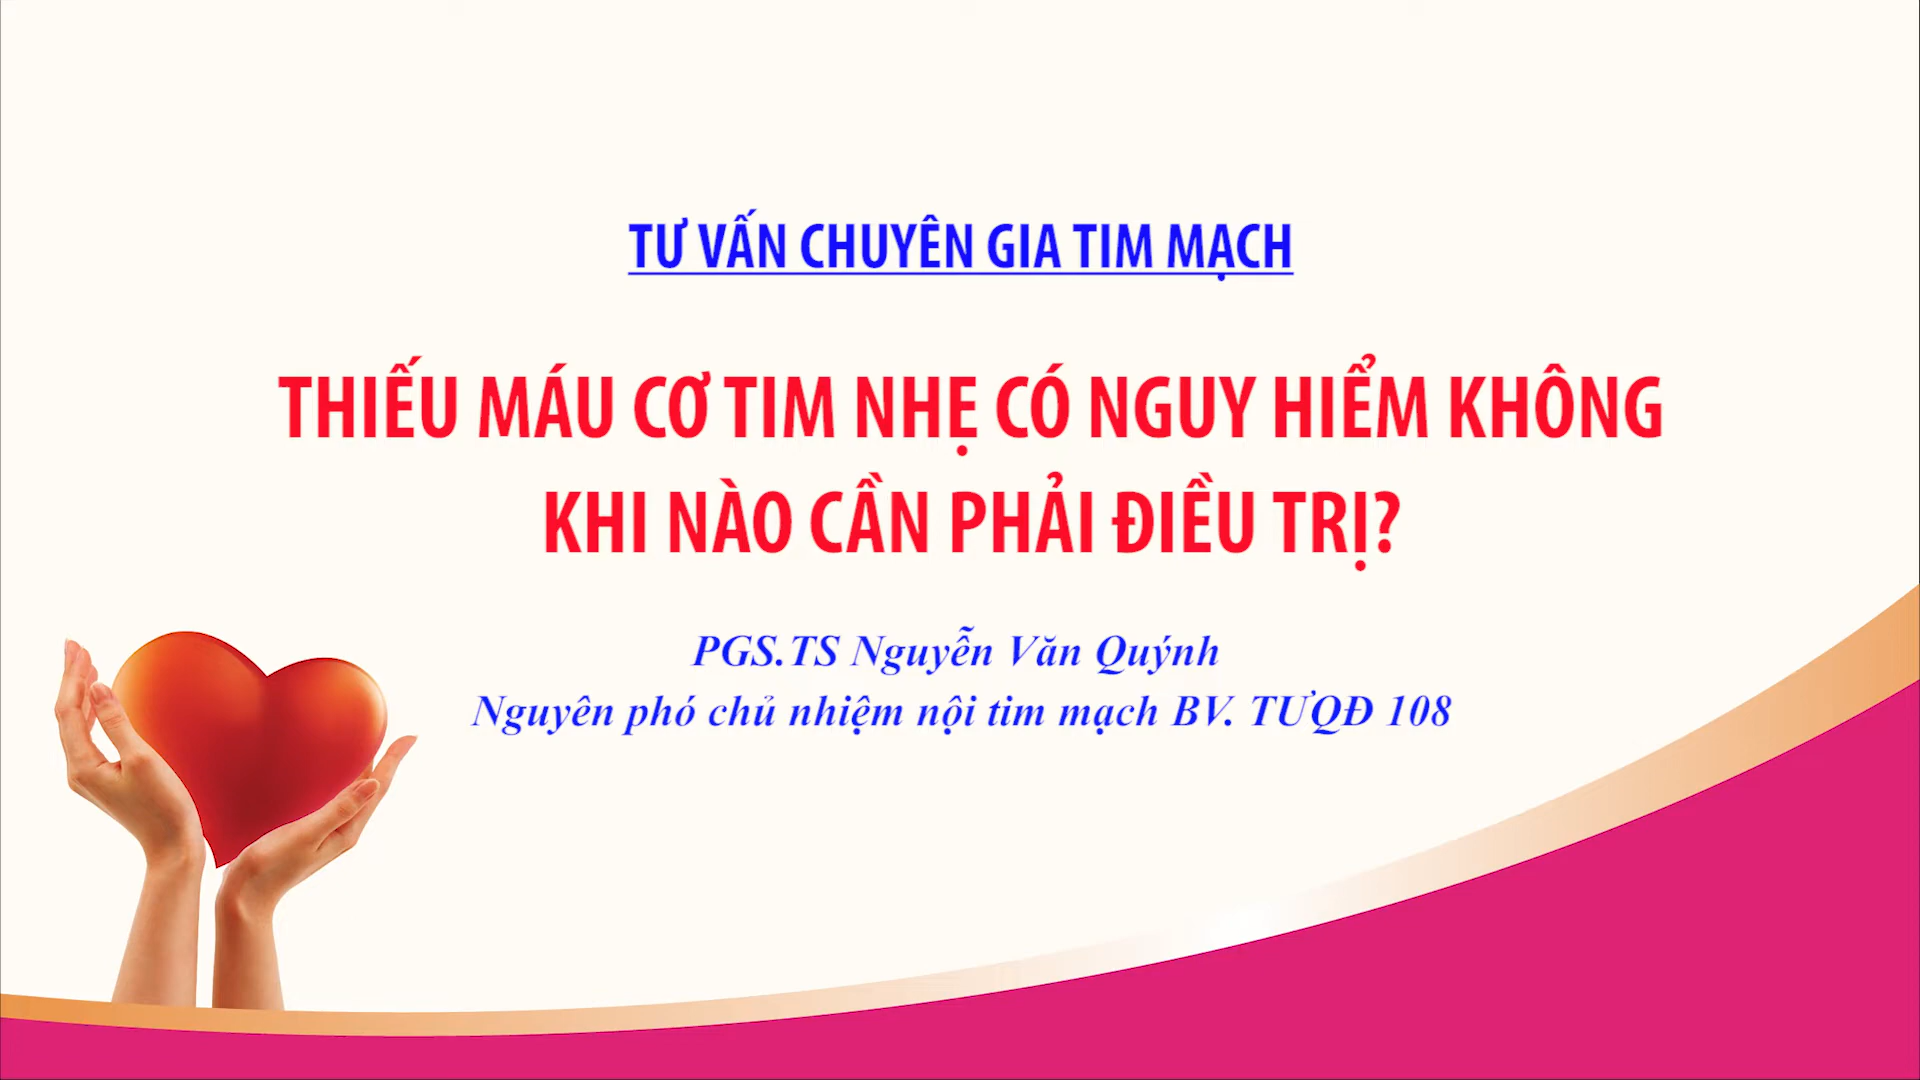 TƯ VẤN CHUYÊN GIA TIM MẠCH
THIẾU MÁU CƠ TIM NHẸ CÓ NGUY HIỂM KHÔNG
KHI NÀO CẦN PHẢI ĐIỀU TRỊ?
PGS.TS Nguyễn Văn Quýnh
Nguyên phó chủ nhiệm nội tim mạch BV. TƯQĐ 108